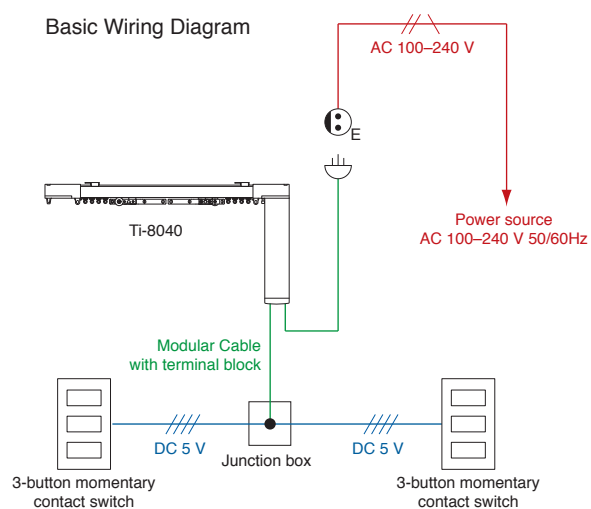 Basic Wiring Diagram
AC 100–240 V
E
Ti-8040
Power source
AC 100–240 V 50/60Hz
Modular Cable
with terminal block
DC 5 V
DC 5 V
Junction box
3-button momentary
contact switch
3-button momentary
contact switch